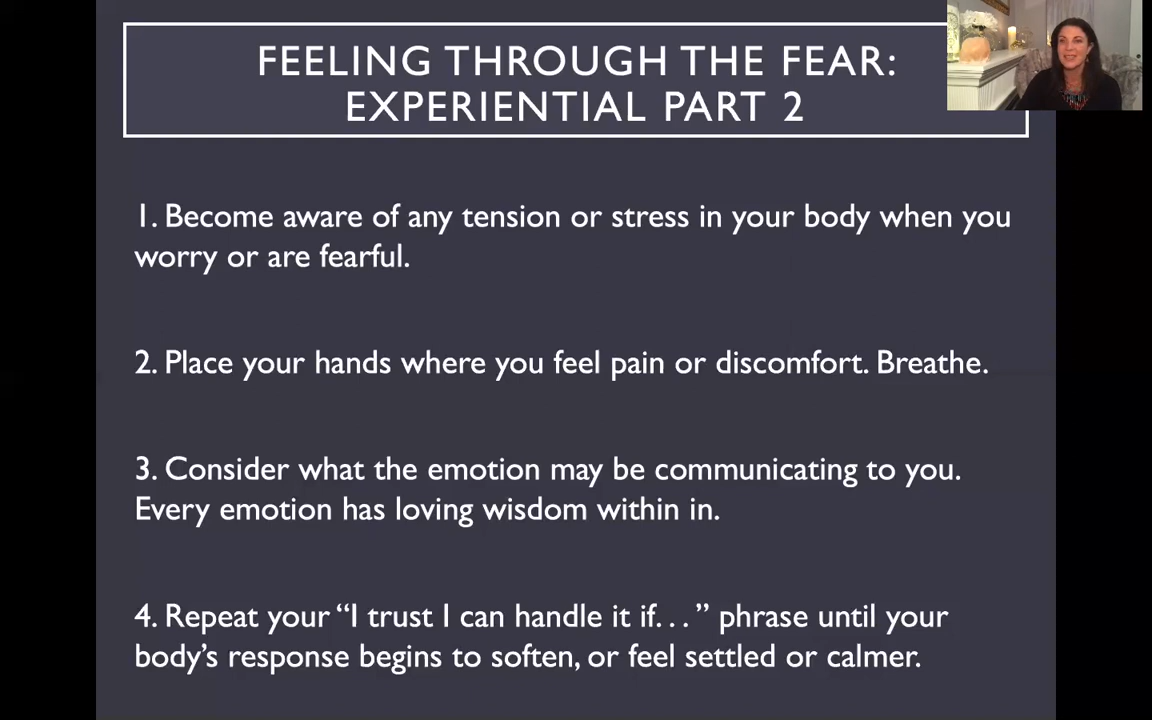 FEELING THROUGH THE FEAR:
EXPERIENTIAL PART 2
1. Become aware of any tension or stress in your body when you
worry or are fearful.
2. Place your hands where you feel pain or discomfort. Breathe.
3. Consider what the emotion may be communicating to you.
Every emotion has loving wisdom within in.
4. Repeat your “I trust I can handle it if. . . ” phrase until your
body’s response begins to soften, or feel settled or calmer.